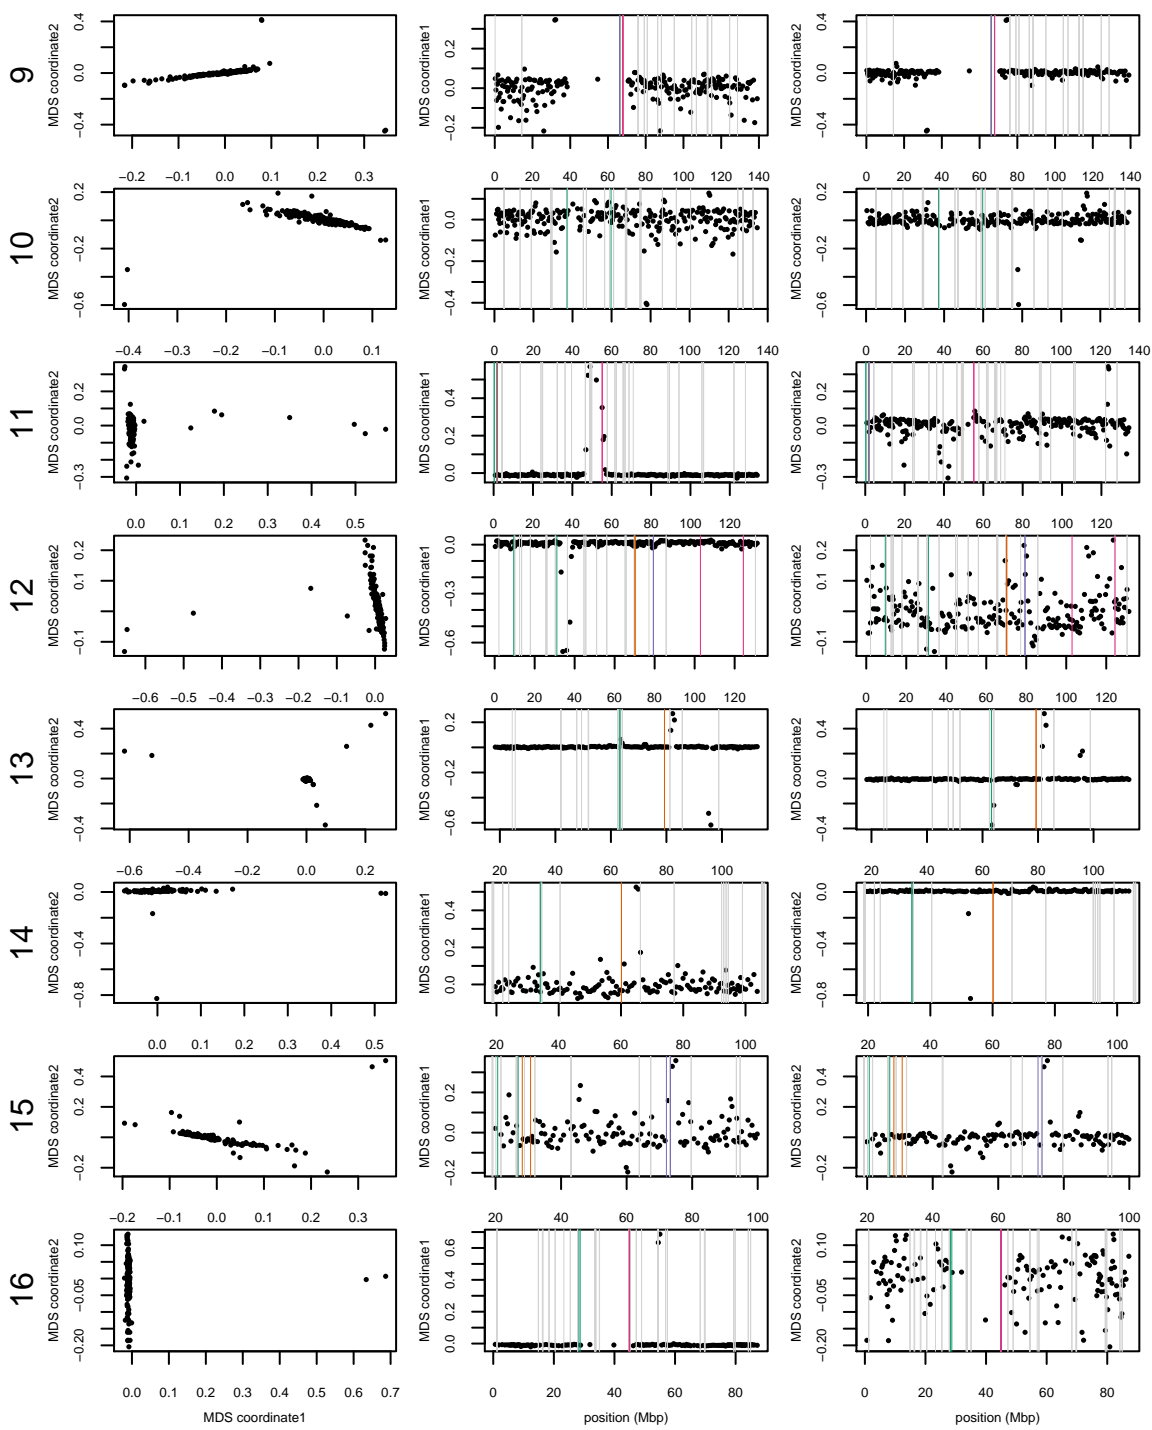 9
MDS coordinate2
−0.4 0.0 0.4
MDS coordinate1
−0.2 0.0 0.2
MDS coordinate2
−0.4 0.0 0.4
−0.2 −0.1 0.0 0.1 0.2 0.3
0 20 40 60 80 100 120 140
0 20 40 60 80 100 120 140
10
MDS coordinate2
−0.6 −0.2 0.2
MDS coordinate1
−0.4 −0.2 0.0
MDS coordinate2
−0.6 −0.2 0.2
−0.4 −0.3 −0.2 −0.1 0.0 0.1
0 20 40 60 80 100 120 140
0 20 40 60 80 100 120 140
11
MDS coordinate2
−0.3 0.0 0.2
MDS coordinate1
0.0 0.2 0.4
MDS coordinate2
−0.3 0.0 0.2
0.0 0.1 0.2 0.3 0.4 0.5
0 20 40 60 80 100 120
0 20 40 60 80 100 120
12
MDS coordinate2
−0.1 0.1 0.2
MDS coordinate1
−0.6 −0.3 0.0
MDS coordinate2
−0.1 0.1 0.2
−0.6 −0.5 −0.4 −0.3 −0.2 −0.1 0.0
0 20 40 60 80 100 120
0 20 40 60 80 100 120
13
MDS coordinate2
−0.4 0.0 0.4
MDS coordinate1
−0.6 −0.2 0.2
MDS coordinate2
−0.4 0.0 0.4
−0.6 −0.4 −0.2 0.0 0.2
20 40 60 80 100
20 40 60 80 100
14
MDS coordinate2
−0.8 −0.4 0.0
MDS coordinate1
0.0 0.2 0.4
MDS coordinate2
−0.8 −0.4 0.0
0.0 0.1 0.2 0.3 0.4 0.5
20 40 60 80 100
20 40 60 80 100
15
MDS coordinate2
−0.2 0.2 0.4
MDS coordinate1
−0.2 0.0 0.2
MDS coordinate2
−0.2 0.2 0.4
−0.2 −0.1 0.0 0.1 0.2 0.3
20 40 60 80 100
20 40 60 80 100
16
MDS coordinate2
−0.20 −0.05 0.10
MDS coordinate1
0.0 0.2 0.4 0.6
MDS coordinate2
−0.20 −0.05 0.10
0.0 0.1 0.2 0.3 0.4 0.5 0.6 0.7
0 20 40 60 80
0 20 40 60 80
MDS coordinate1
position (Mbp)
position (Mbp)